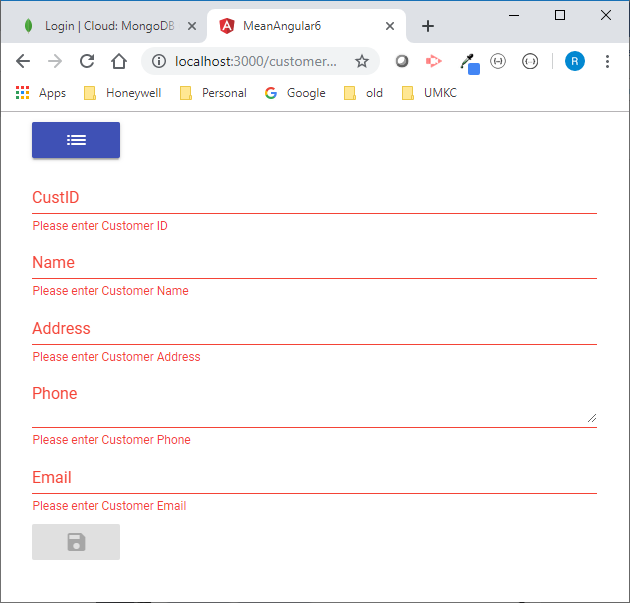 Login | Cloud: MongoDB
MeanAngular6
localhost:3000/customer...
R
Apps
Honeywell
Personal
Google
old
UMKC
CustID
Please enter Customer ID
Name
Please enter Customer Name
Address
Please enter Customer Address
Phone
Please enter Customer Phone
Email
Please enter Customer Email